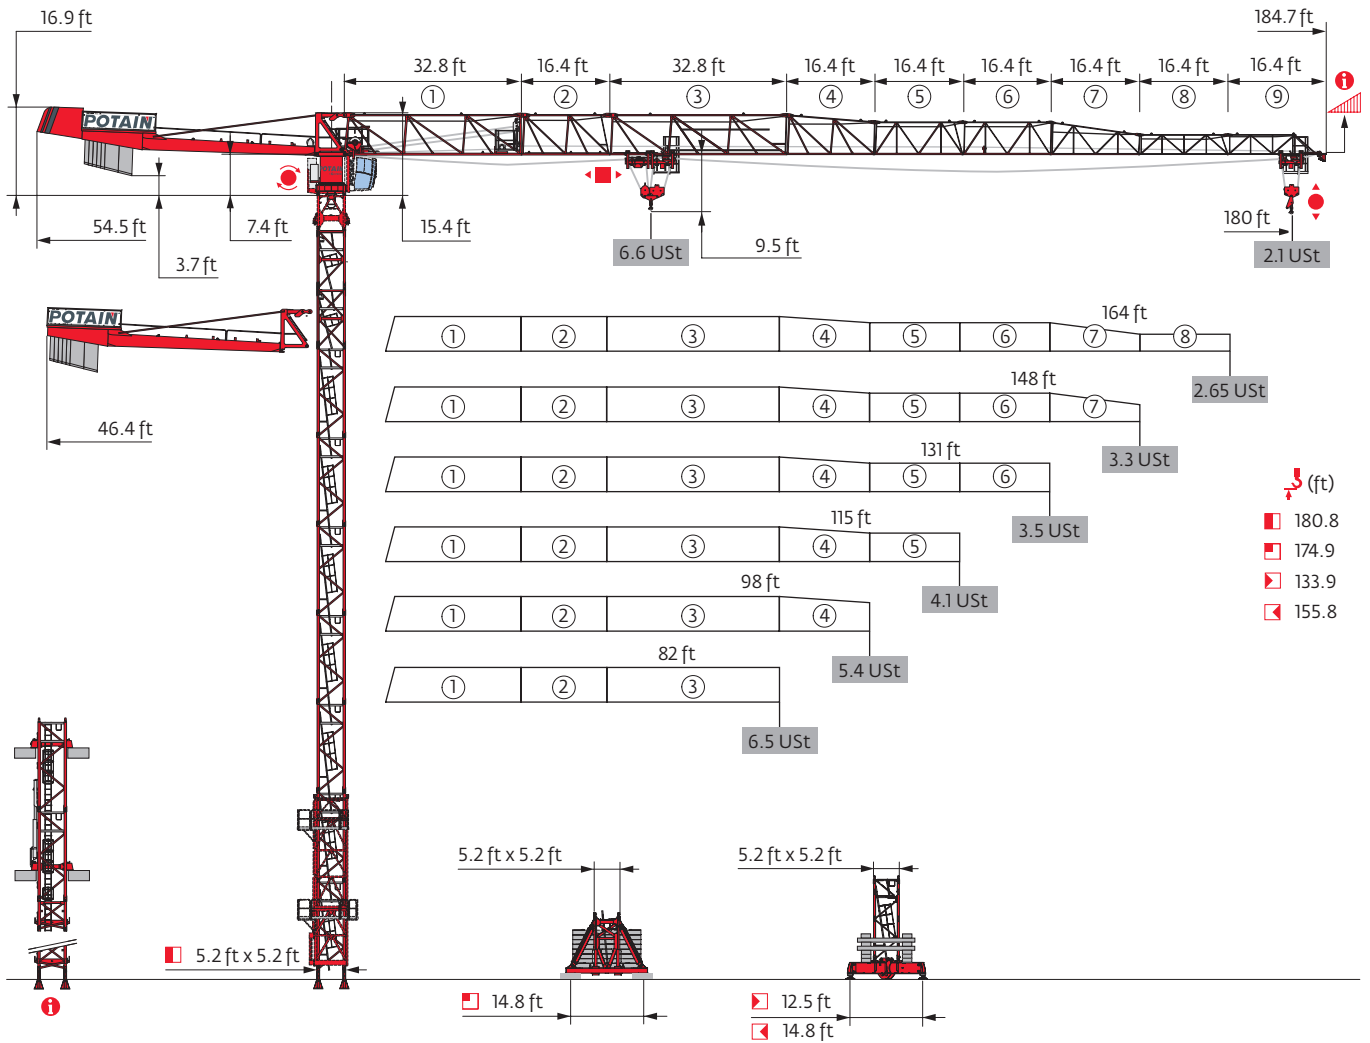 16.9 ft
184.7 ft
32.8 ft
16.4 ft
32.8 ft
16.4 ft
16.4 ft
16.4 ft
16.4 ft
16.4 ft
16.4 ft
1
2
3
4
5
6
7
8
9
i
POTAIN
54.5 ft
7.4 ft
15.4 ft
3.7 ft
6.6 USt
9.5 ft
180 ft
2.1 USt
POTAIN
46.4 ft
164 ft
1
2
3
4
5
6
7
8
2.65 USt
148 ft
1
2
3
4
5
6
7
3.3 USt
131 ft
1
2
3
4
5
6
3.5 USt
115 ft
1
2
3
4
5
4.1 USt
98 ft
1
2
3
4
5.4 USt
82 ft
1
2
3
6.5 USt
(ft)
180.8
174.9
133.9
155.8
5.2 ft x 5.2 ft
5.2 ft x 5.2 ft
5.2 ft x 5.2 ft
i
14.8 ft
12.5 ft
14.8 ft